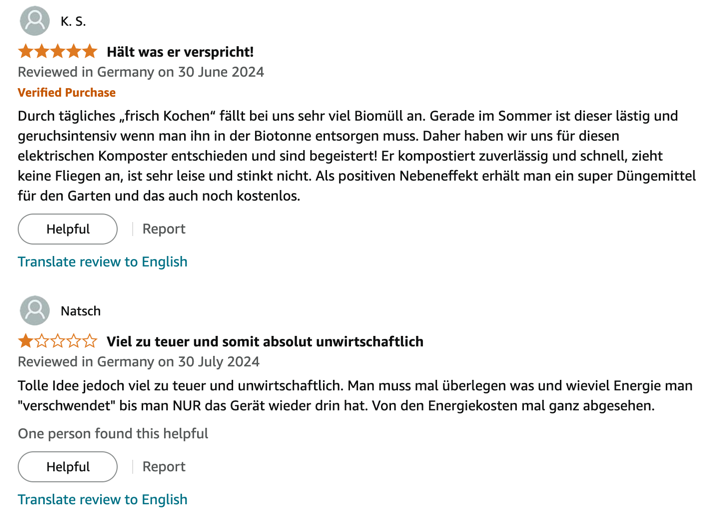 K. S.
Hält was er verspricht!
Reviewed in Germany on 30 June 2024
Verified Purchase
Durch tägliches „frisch Kochen“ fällt bei uns sehr viel Biomüll an. Gerade im Sommer ist dieser lästig und
geruchsintensiv wenn man ihn in der Biotonne entsorgen muss. Daher haben wir uns für diesen
elektrischen Komposter entschieden und sind begeistert! Er kompostiert zuverlässig und schnell, zieht
keine Fliegen an, ist sehr leise und stinkt nicht. Als positiven Nebeneffekt erhält man ein super Düngemittel
für den Garten und das auch noch kostenlos.
Helpful | Report
Translate review to English
Natsch
Viel zu teuer und somit absolut unwirtschaftlich
Reviewed in Germany on 30 July 2024
Tolle Idee jedoch viel zu teuer und unwirtschaftlich. Man muss mal überlegen was und wieviel Energie man
"verschwendet" bis man NUR das Gerät wieder drin hat. Von den Energiekosten mal ganz abgesehen.
One person found this helpful
Helpful | Report
Translate review to English